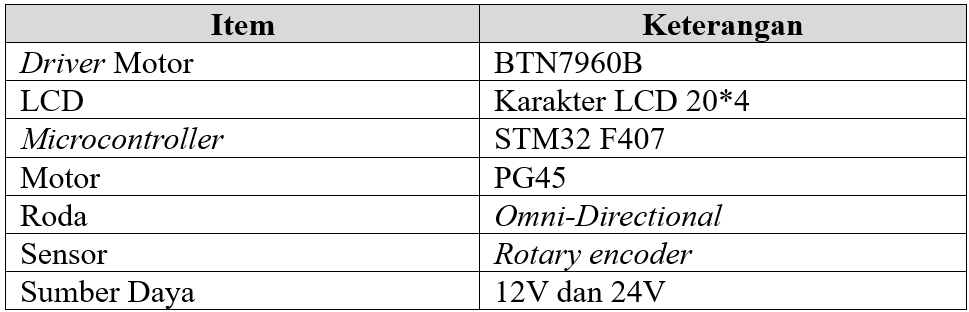 Item Keterangan
Driver Motor BTN7960B
LCD Karakter LCD 20*4
Microcontroller STM32 F407
Motor PG45
Roda Omni-Directional
Sensor Rotary encoder
Sumber Daya 12V dan 24V